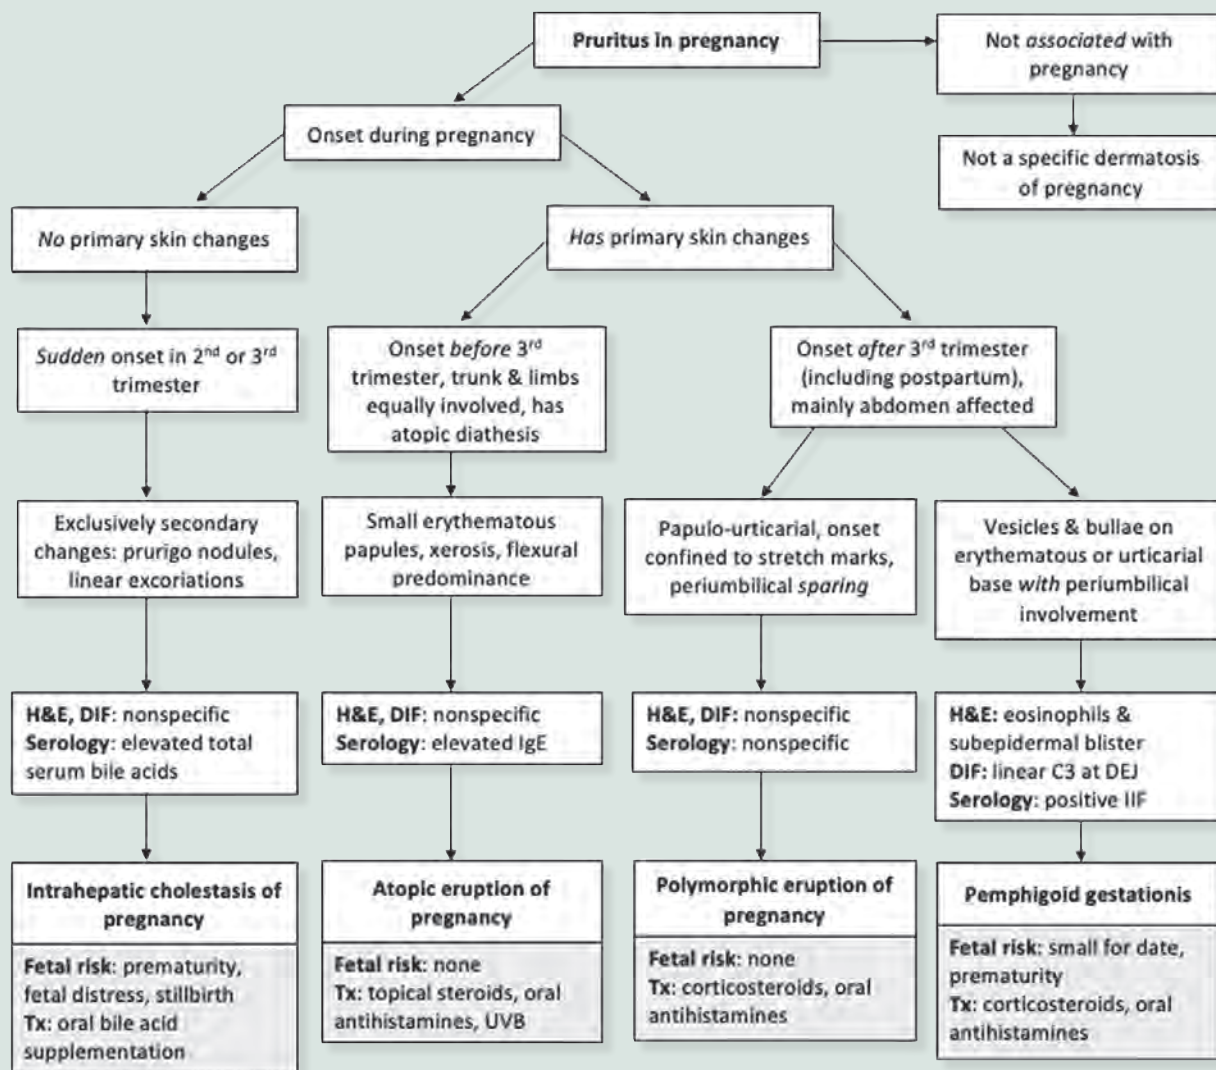 Pruritus in pregnancy
Not associated with
pregnancy
Not a specific dermatosis
of pregnancy
Onset during pregnancy
No primary skin changes
Has primary skin changes
Sudden onset in 2nd or 3rd
trimester
Onset before 3rd
trimester, trunk & limbs
equally involved, has
atopic diathesis
Onset after 3rd trimester
(including postpartum),
mainly abdomen affected
Exclusively secondary
changes: prurigo nodules,
linear excoriations
Small erythematous
papules, xerosis, flexural
predominance
Papulo-urticarial, onset
confined to stretch marks,
periumbilical sparing
Vesicles & bullae on
erythematous or urticarial
base with periumbilical
involvement
H&E, DIF: nonspecific
Serology: elevated total
serum bile acids
H&E, DIF: nonspecific
Serology: elevated IgE
H&E, DIF: nonspecific
Serology: nonspecific
H&E: eosinophils &
subepidermal blister
DIF: linear C3 at DEJ
Serology: positive IIF
Intrahepatic cholestasis of
pregnancy
Fetal risk: prematurity,
fetal distress, stillbirth
Tx: oral bile acid
supplementation
Atopic eruption of
pregnancy
Fetal risk: none
Tx: topical steroids, oral
antihistamines, UVB
Polymorphic eruption of
pregnancy
Fetal risk: none
Tx: corticosteroids, oral
antihistamines
Pemphigoid gestationis
Fetal risk: small for date,
prematurity
Tx: corticosteroids, oral
antihistamines